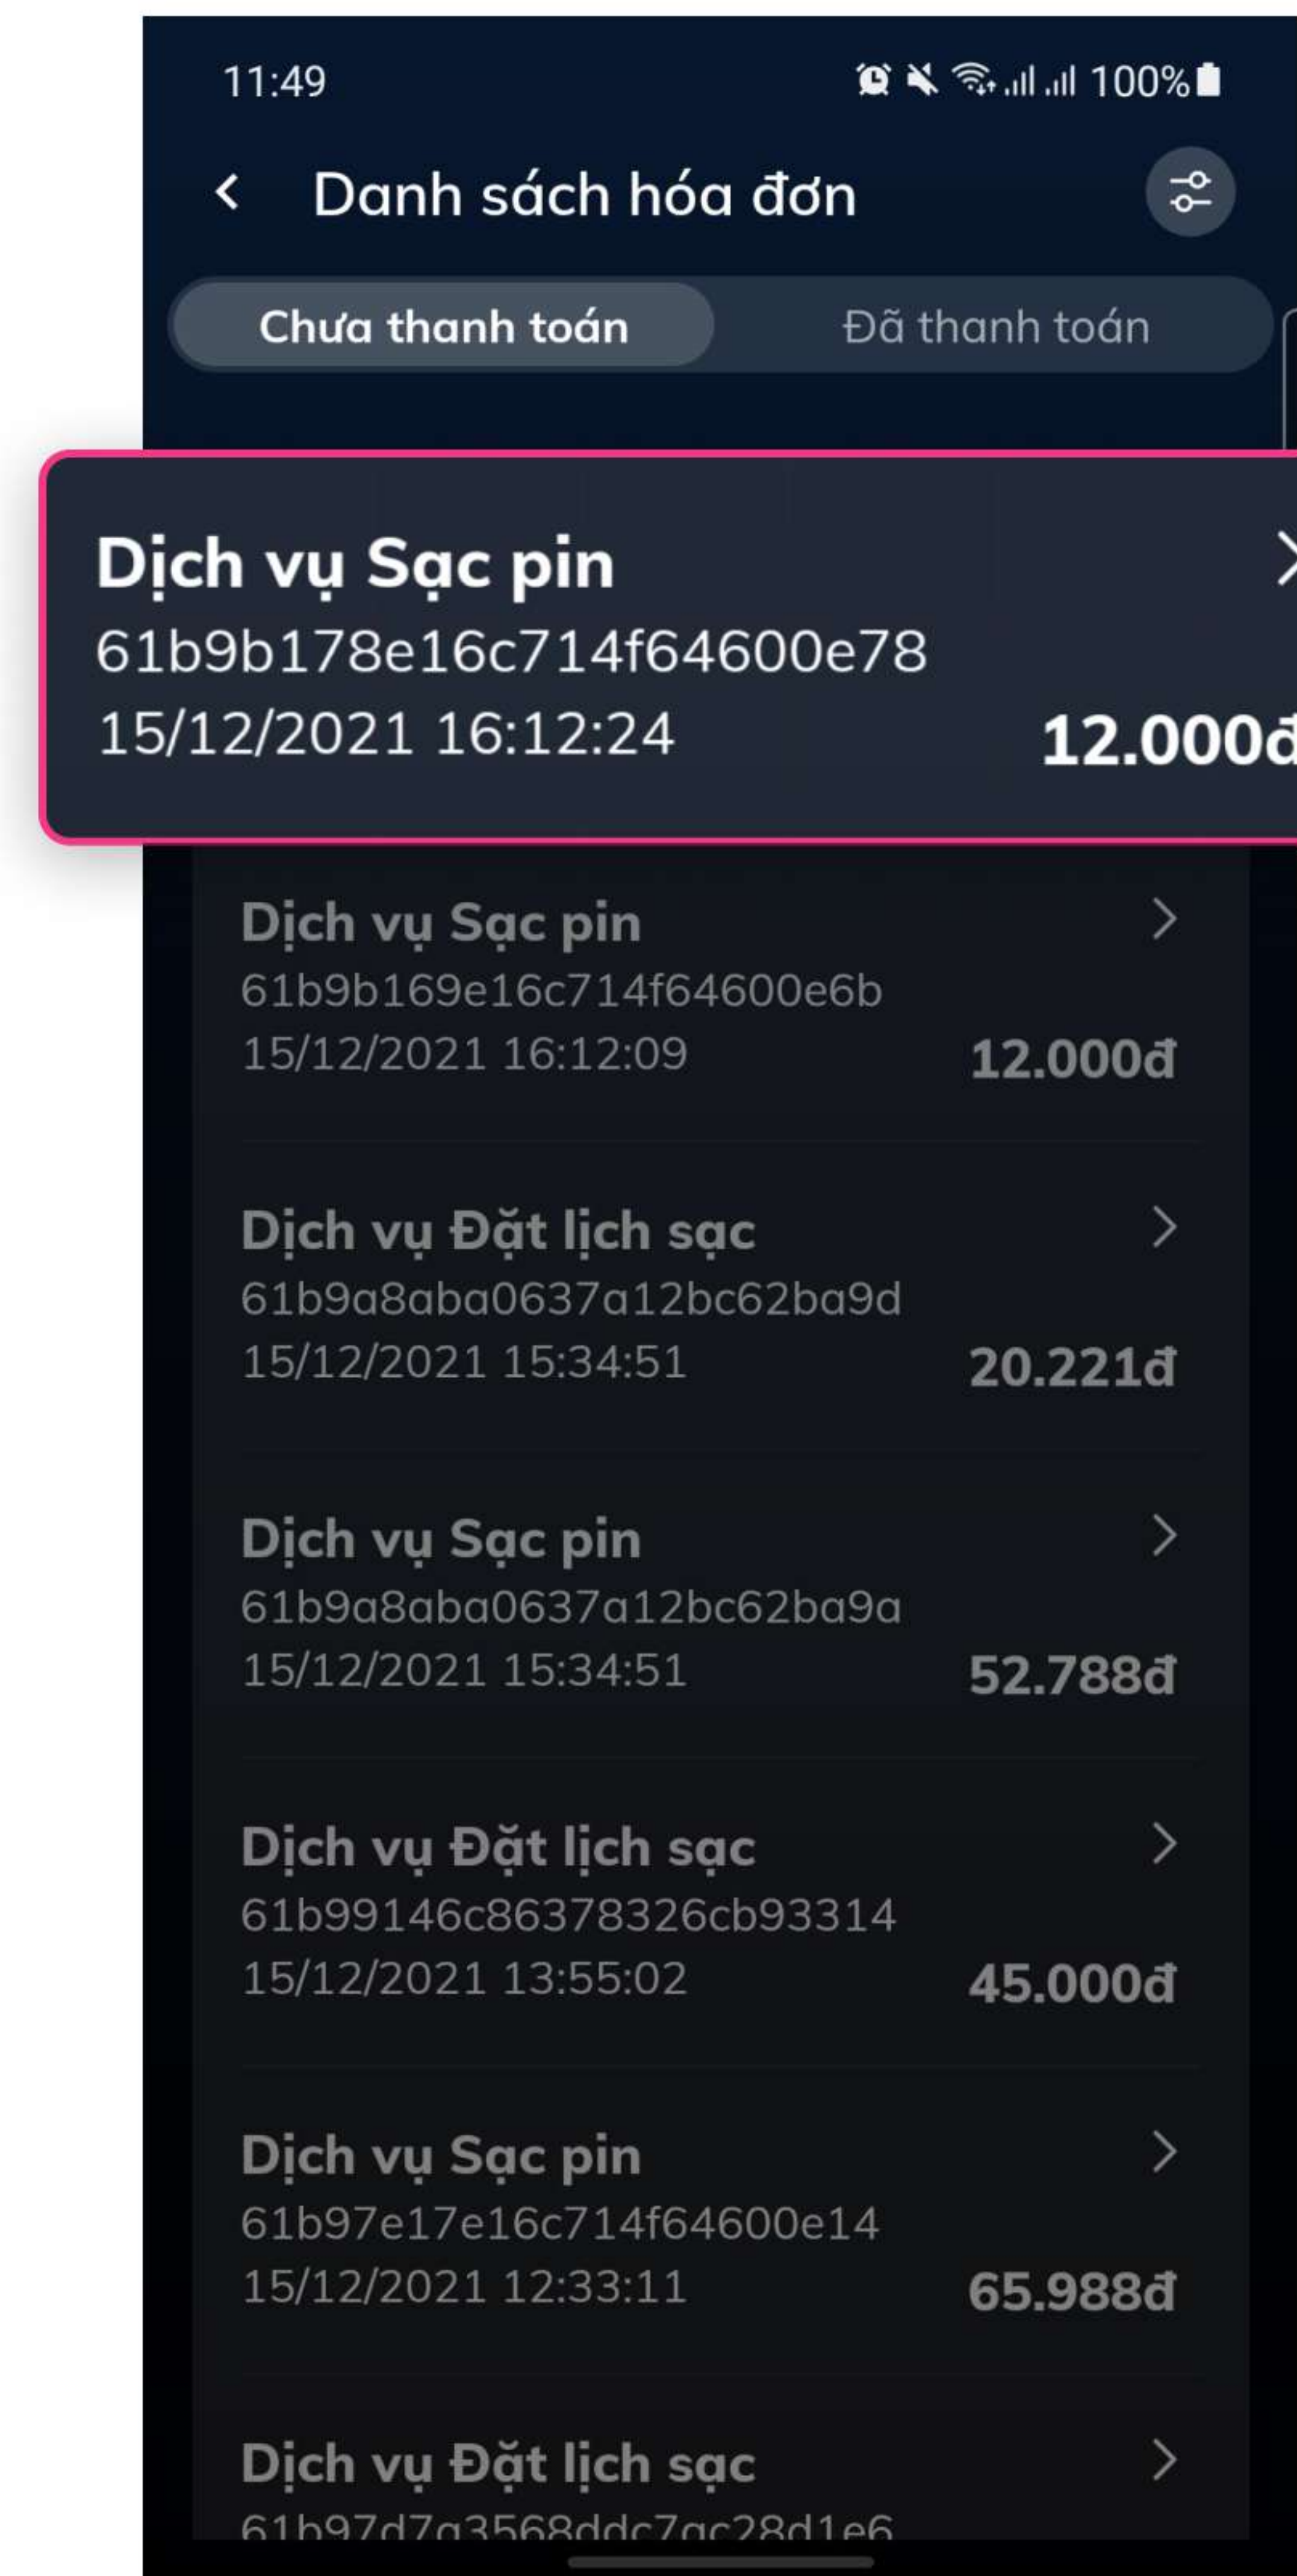 11:49
100%
Danh sách hóa đơn
Chưa thanh toán
Đã thanh toán
Dịch vụ Sạc pin
61b9b178e16c714f64600e78
15/12/2021 16:12:24
12.000đ
Dịch vụ Sạc pin
61b9b169e16c714f64600e6b
15/12/2021 16:12:09
12.000đ
Dịch vụ Đặt lịch sạc
61b9a8aba0637a12bc62ba9d
15/12/2021 15:34:51
20.221đ
Dịch vụ Sạc pin
61b9a8aba0637a12bc62ba9a
15/12/2021 15:34:51
52.788đ
Dịch vụ Đặt lịch sạc
61b99146c86378326cb93314
15/12/2021 13:55:02
45.000đ
Dịch vụ Sạc pin
61b97e17e16c714f64600e14
15/12/2021 12:33:11
65.988đ
Dịch vụ Đặt lịch sạc
61b97d7a3568ddc7ac28d1e6